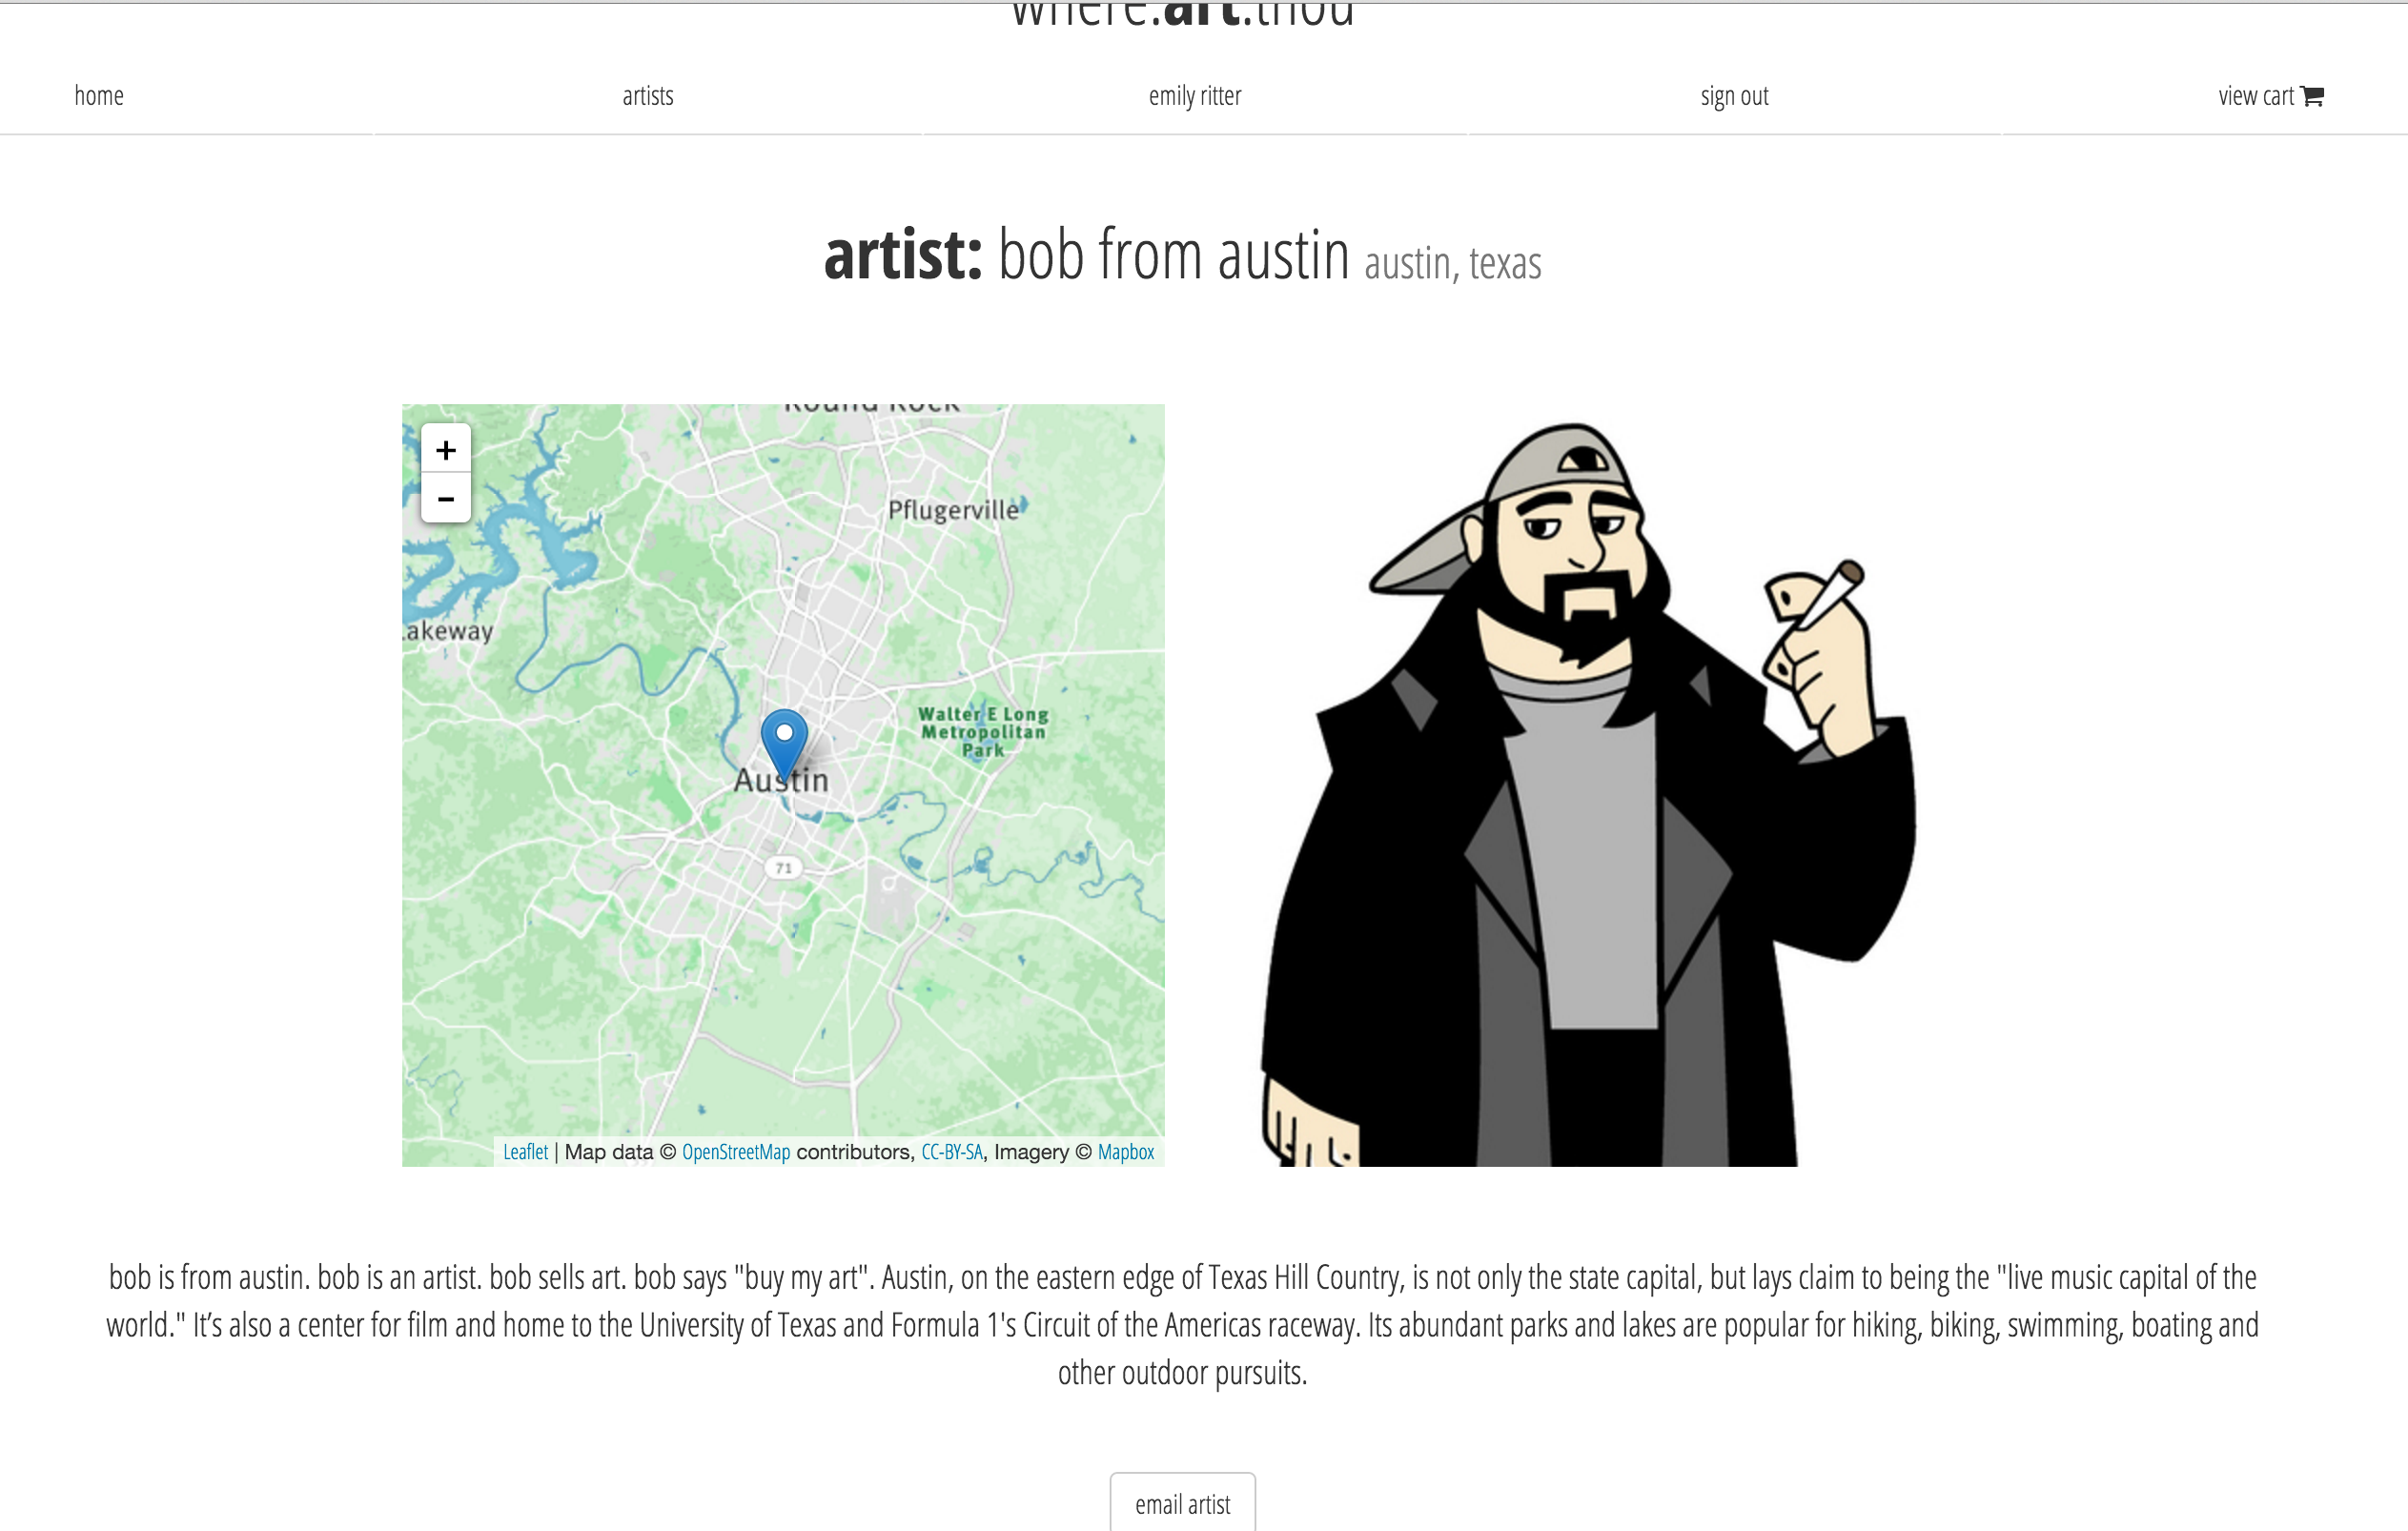 where.art.thou
home
artists
emily ritter
sign out
view cart
artist: bob from austin austin, texas
Round Rock
+
−
Pflugerville
akeway
Walter E Long
Metropolitan
Park
Austin
71
Leaflet | Map data © OpenStreetMap contributors, CC-BY-SA, Imagery © Mapbox
bob is from austin. bob is an artist. bob sells art. bob says "buy my art". Austin, on the eastern edge of Texas Hill Country, is not only the state capital, but lays claim to being the "live music capital of the
world." It’s also a center for film and home to the University of Texas and Formula 1's Circuit of the Americas raceway. Its abundant parks and lakes are popular for hiking, biking, swimming, boating and
other outdoor pursuits.
email artist